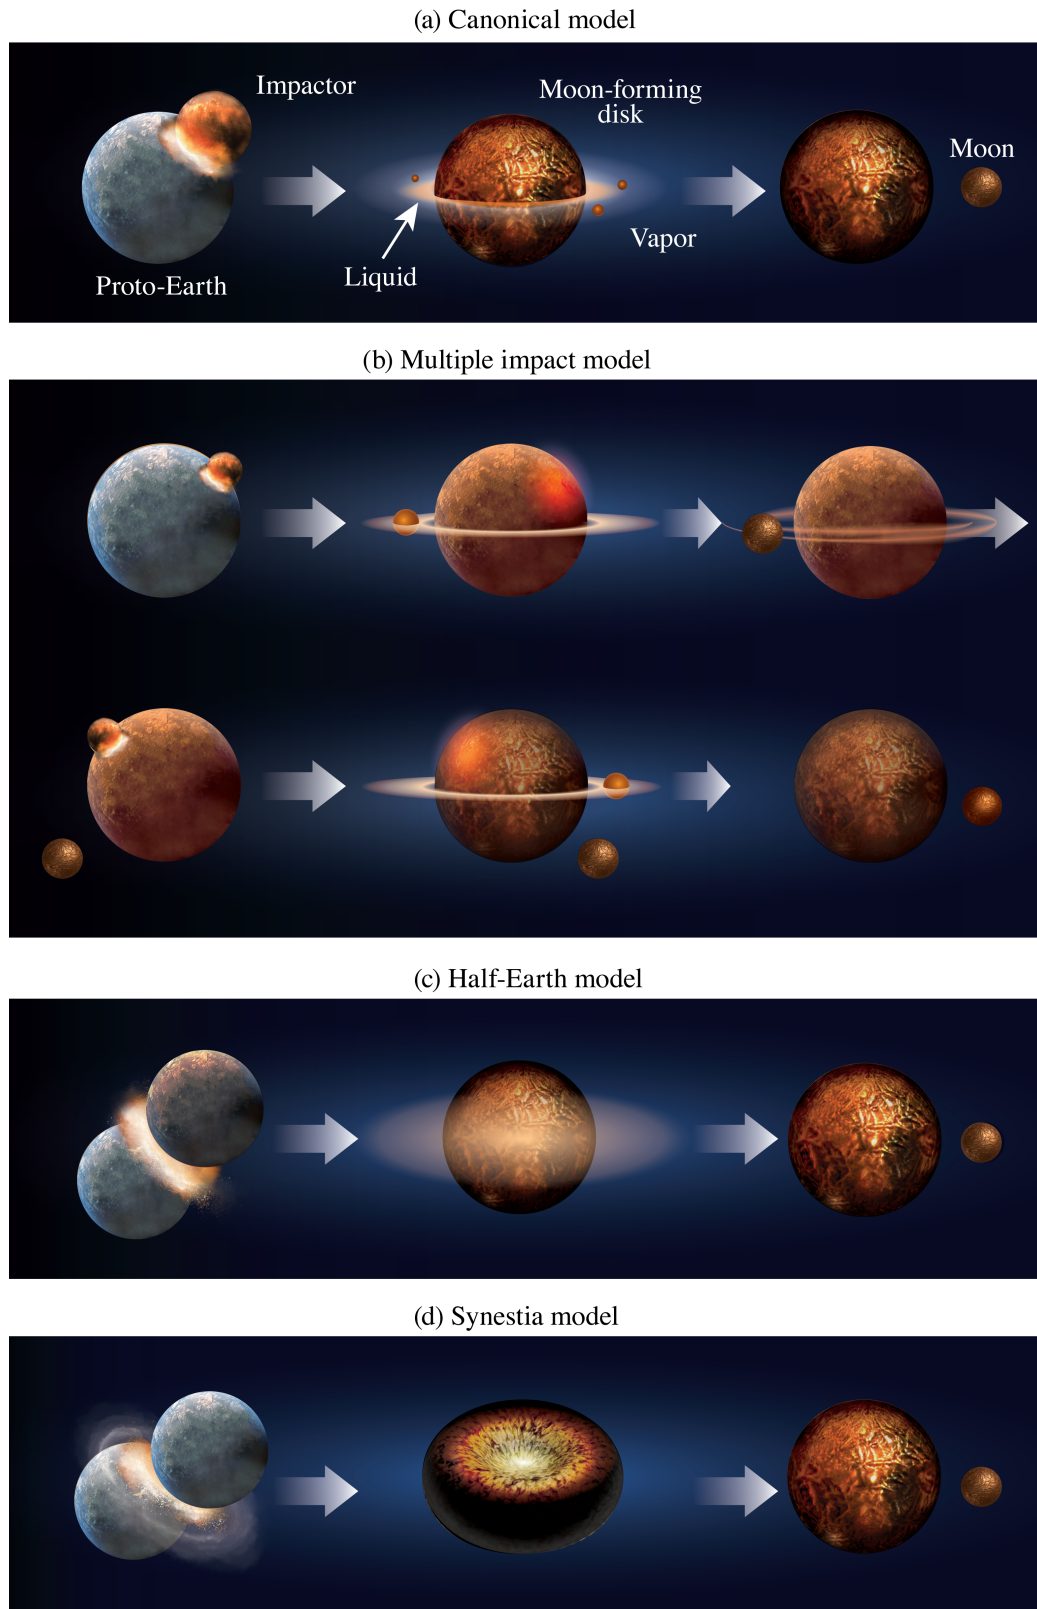 (a) Canonical model
Impactor
Moon-forming
disk
Moon
Vapor
Liquid
Proto-Earth
(b) Multiple impact model
(c) Half-Earth model
(d) Synestia model